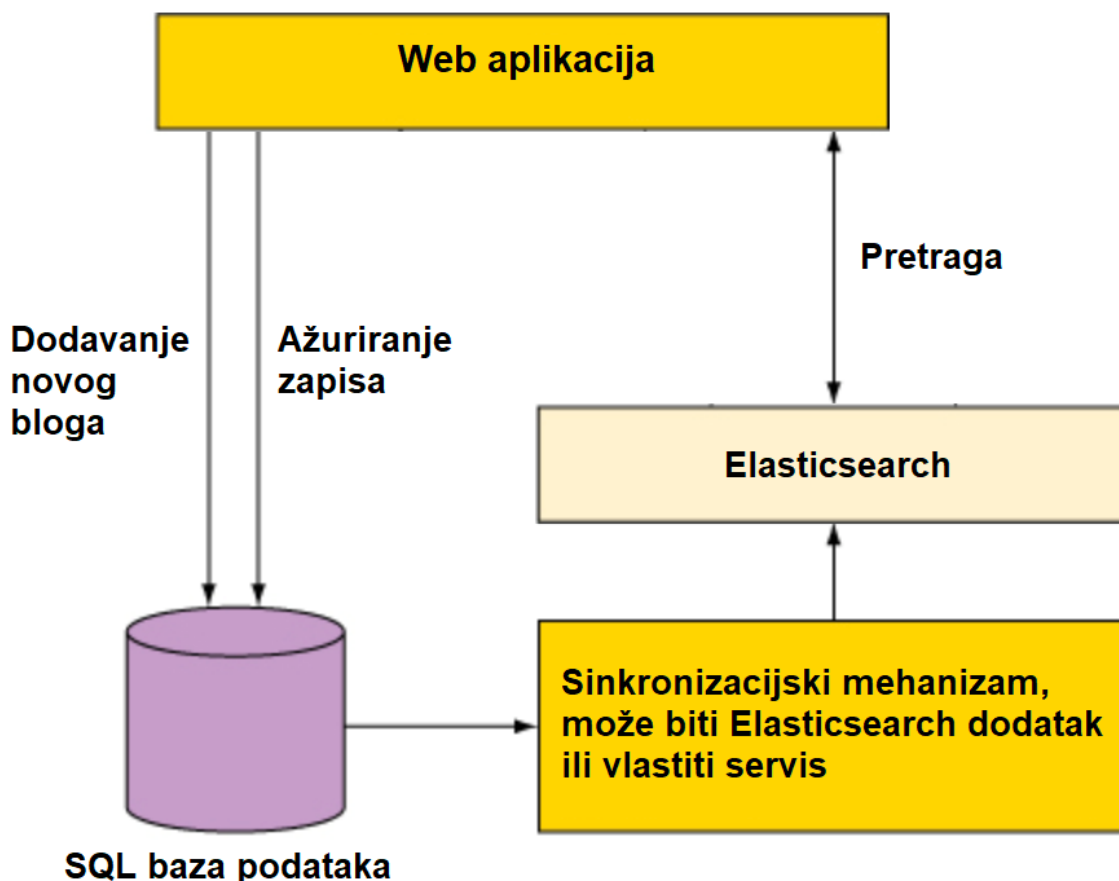 Web aplikacija
Pretraga
Dodavanje
novog
bloga
Ažuriranje
zapisa
Elasticsearch
Sinkronizacijski mehanizam,
može biti Elasticsearch dodatak
ili vlastiti servis
SQL baza podataka